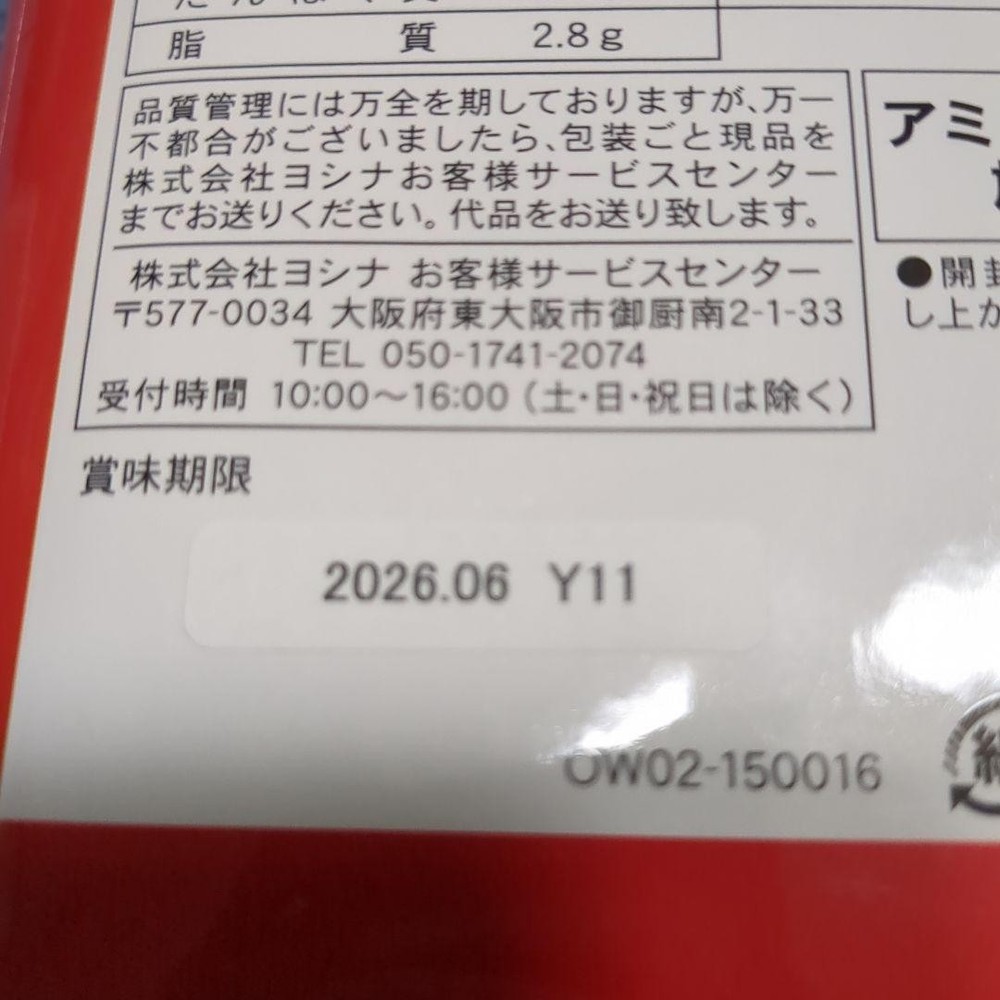 脂 質 2.8g
品質管理には万全を期しておりますが、万一
不都合がございましたら、包装ごと現品を
株式会社ヨシナお客様サービスセンター
までお送りください。代品をお送り致します。
株式会社ヨシナ お客様サービスセンター
〒577-0034 大阪府東大阪市御厨南2-1-33
TEL 050-1741-2074
受付時間 10:00〜16:00（土・日・祝日は除く）
アミ
●開封
し上が
賞味期限
2026.06 Y11
OW02-150016